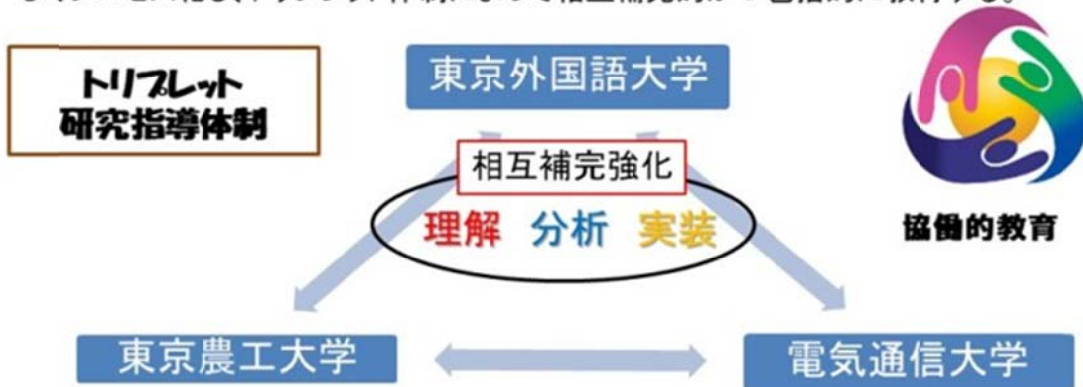 トリプレット
研究指導体制
東京外国語大学
相互補完強化
理解 分析 実装
協働的教育
東京農工大学
電気通信大学